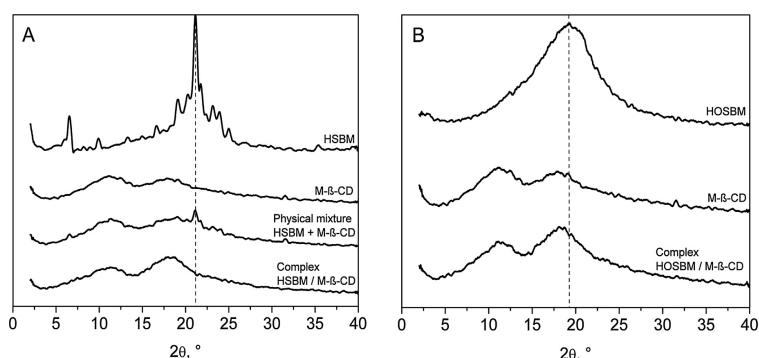 A
HSBM
M-ß-CD
Physical mixture
HSBM + M-ß-CD
Complex
HSBM / M-ß-CD
0 5 10 15 20 25 30 35 40
2θ, °
B
HOSBM
M-ß-CD
Complex
HOSBM / M-ß-CD
0 5 10 15 20 25 30 35 40
2θ, °